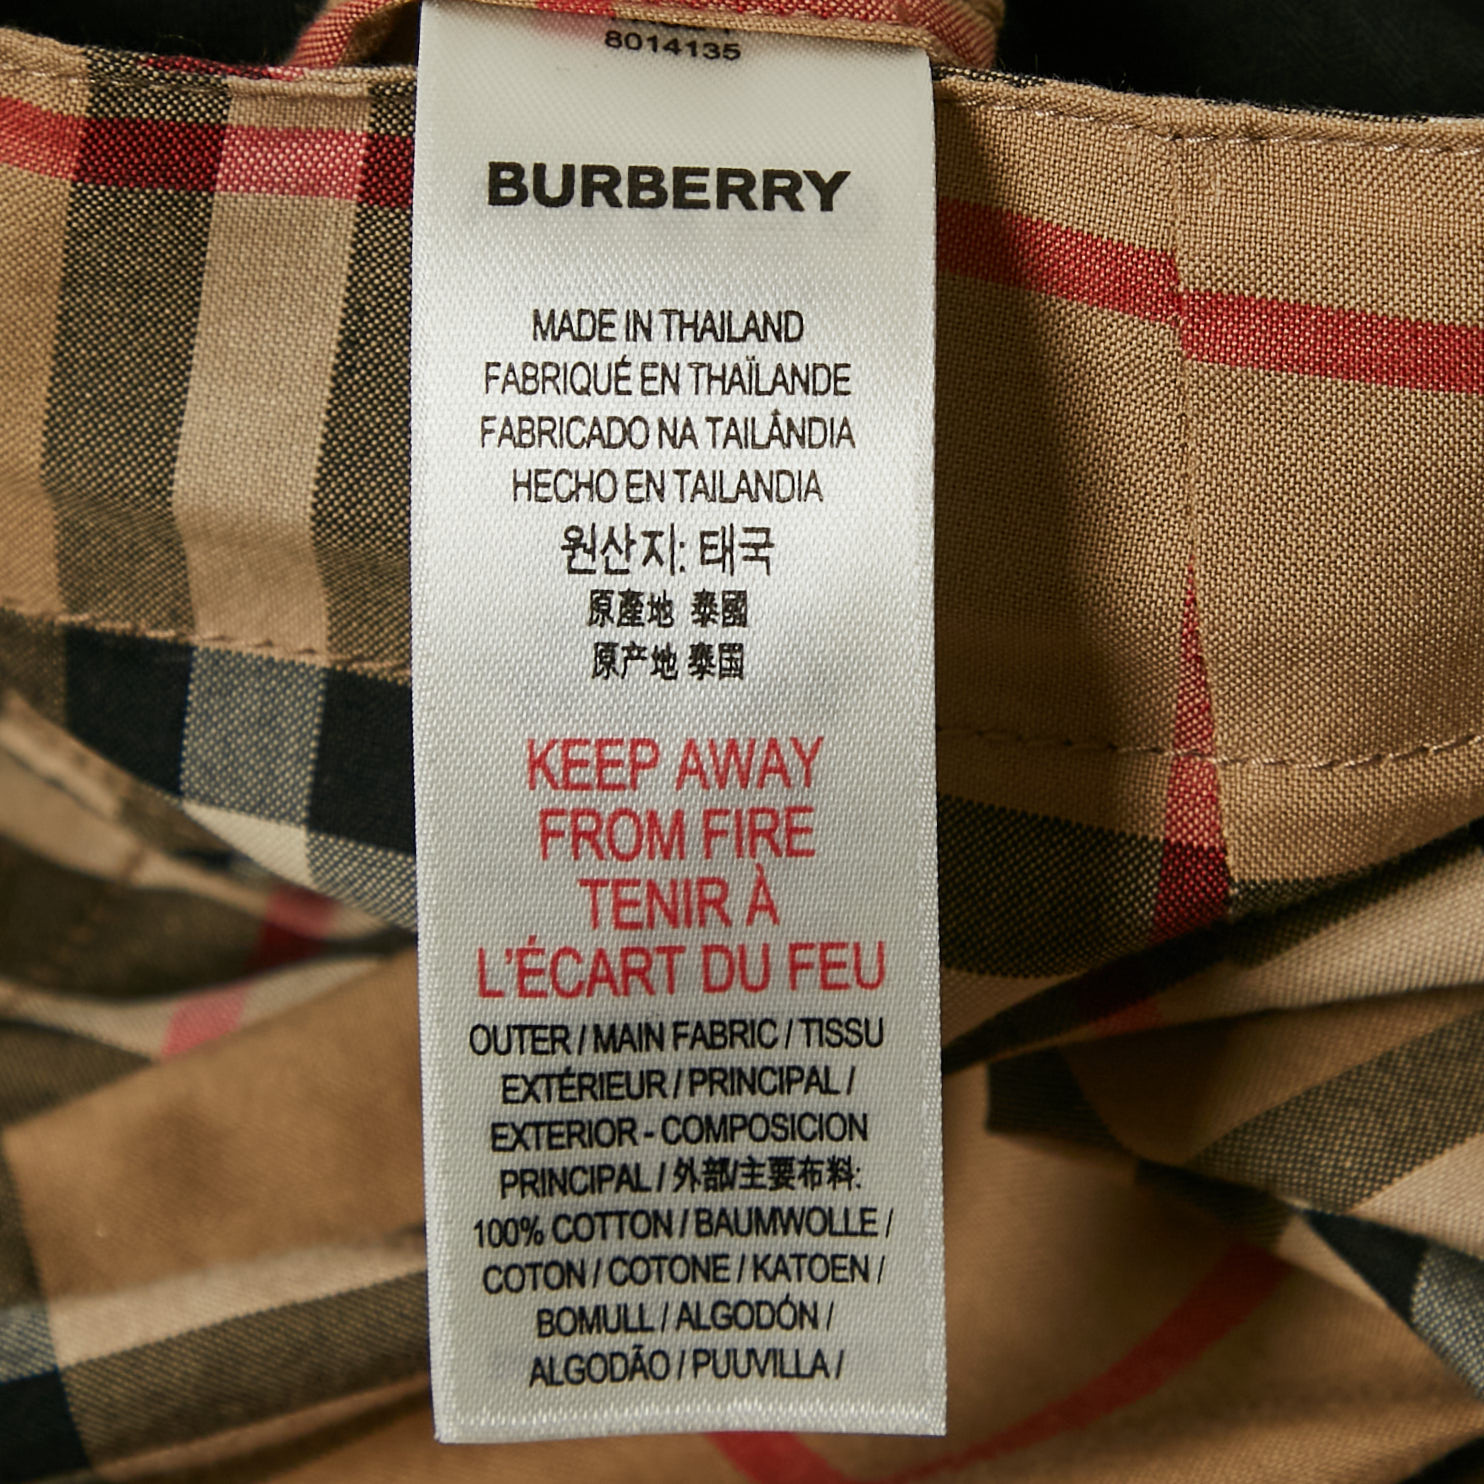 8014135
BURBERRY
MADE IN THAILAND
FABRIQUÉ EN THAÏLANDE
FABRICADO NA TAILÂNDIA
HECHO EN TAILANDIA
원산지: 태국
原產地 泰國
原产地 泰国
KEEP AWAY
FROM FIRE
TENIR À
L'ÉCART DU FEU
OUTER / MAIN FABRIC / TISSU
EXTÉRIEUR / PRINCIPAL /
EXTERIOR - COMPOSICION
PRINCIPAL / 外部/主要布料:
100% COTTON / BAUMWOLLE /
COTON / COTONE / KATOEN /
BOMULL / ALGODÓN /
ALGODÃO / PUUVILLA /